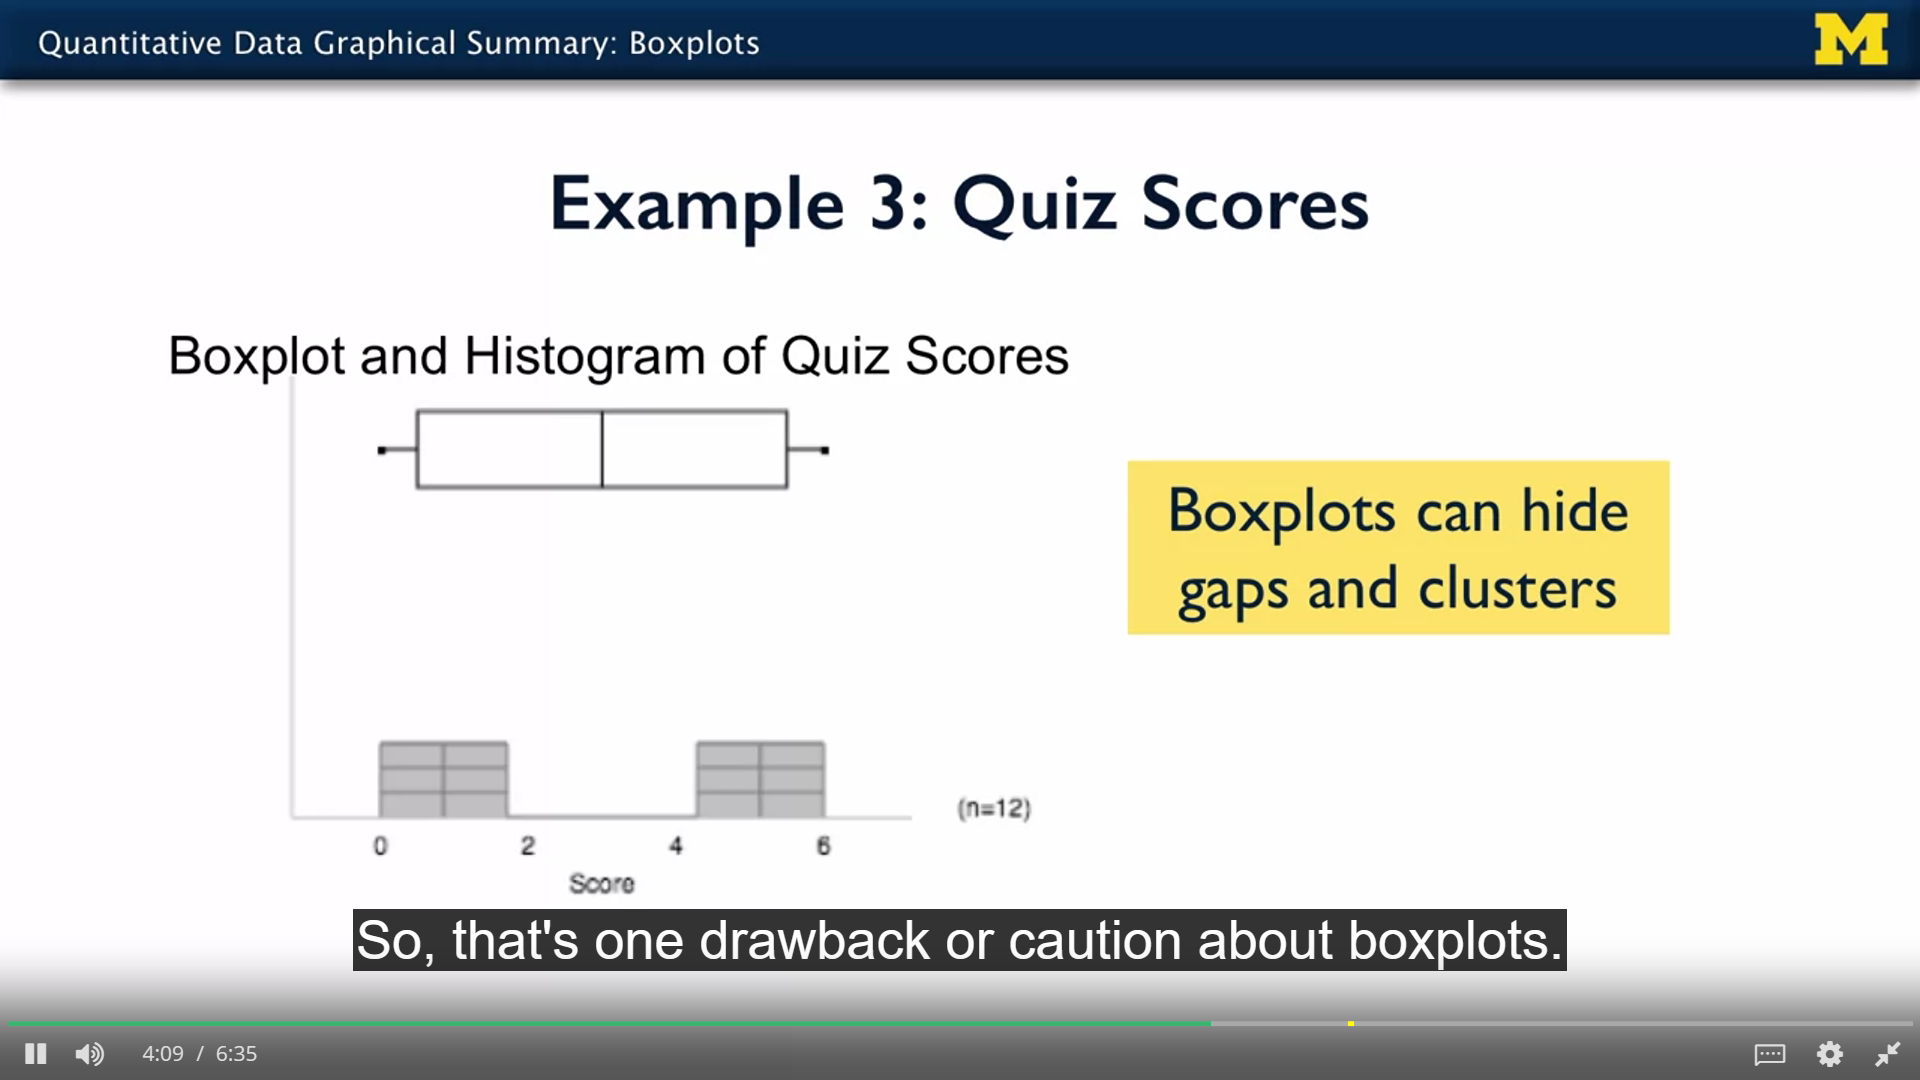 Quantitative Data Graphical Summary: Boxplots
M
Example 3: Quiz Scores
Boxplot and Histogram of Quiz Scores
Boxplots can hide
gaps and clusters
(n=12)
0 2 4 6
Score
So, that's one drawback or caution about boxplots.
4:09 / 6:35